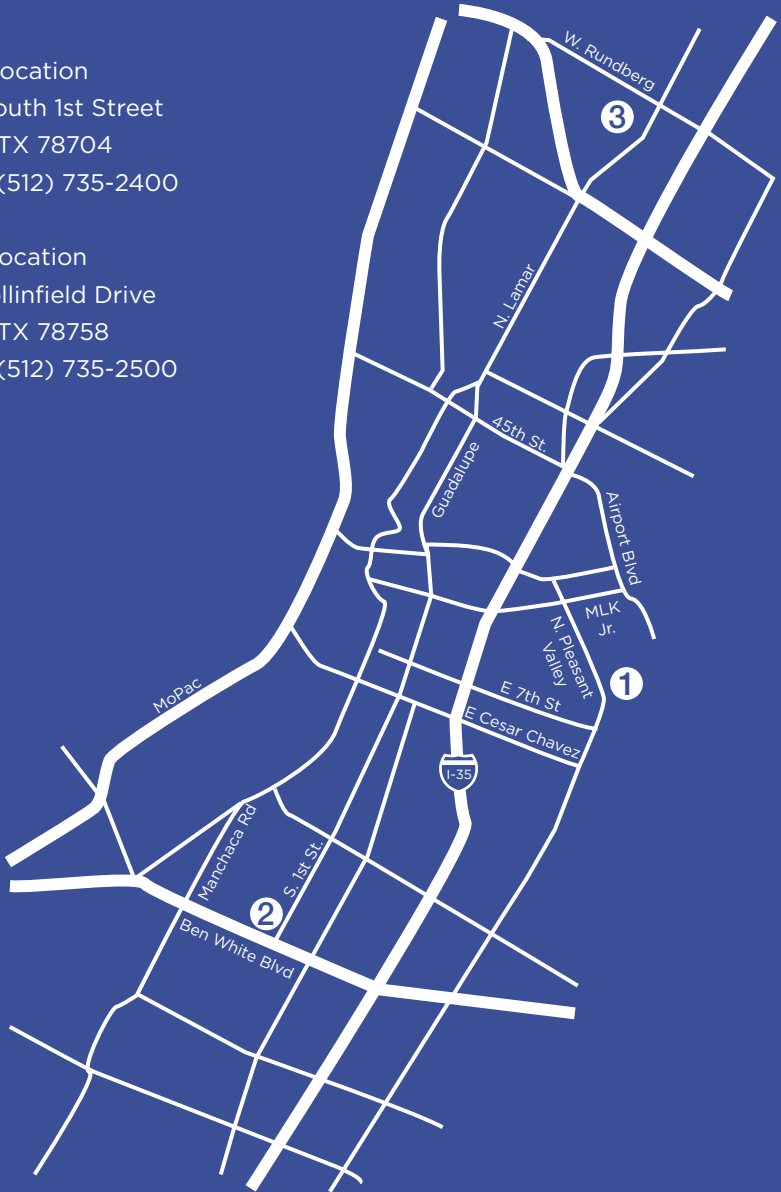 ocation
outh 1st Street
TX 78704
(512) 735-2400
ocation
llinfield Drive
TX 78758
(512) 735-2500
W. Rundberg
3
N. Lamar
45th St.
Guadalupe
Airport Blvd
MLK
Jr.
N. Pleasant
Valley
1
E 7th St
E Cesar Chavez
MoPac
I-35
Manchaca Rd
S. 1st St.
2
Ben White Blvd